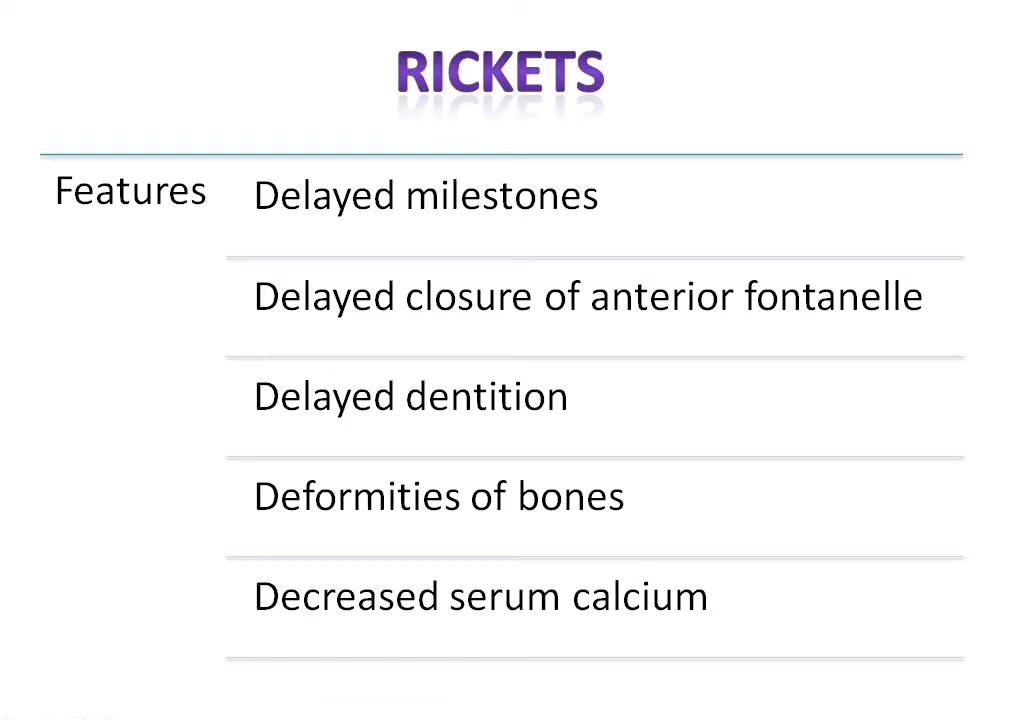 RICKETS
Features
Delayed milestones
Delayed closure of anterior fontanelle
Delayed dentition
Deformities of bones
Decreased serum calcium